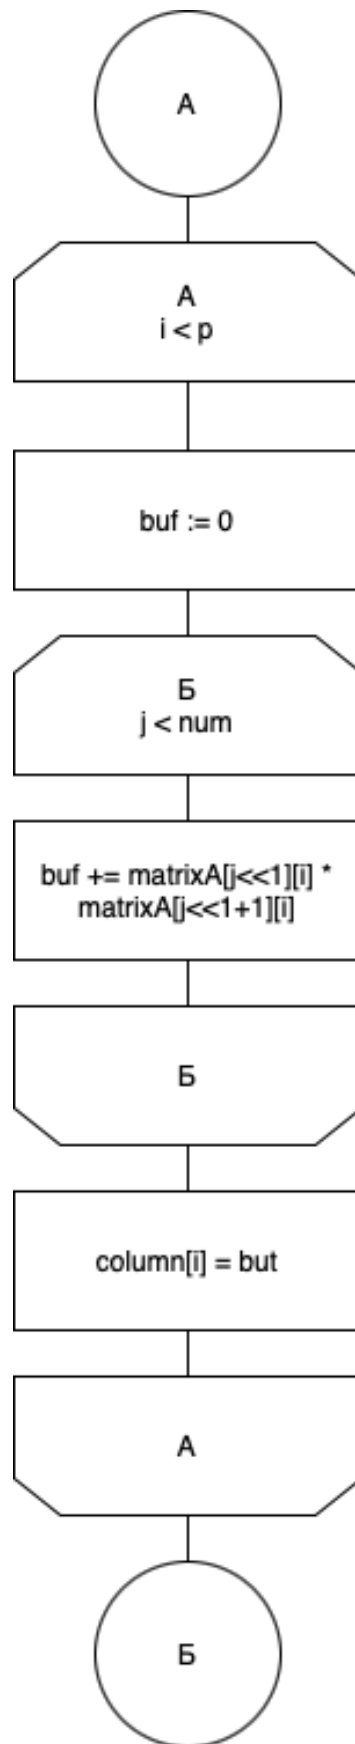 А
А
i < p
buf := 0
Б
j < num
buf += matrixA[j<<1][i] *
matrixA[j<<1+1][i]
Б
column[i] = but
А
Б